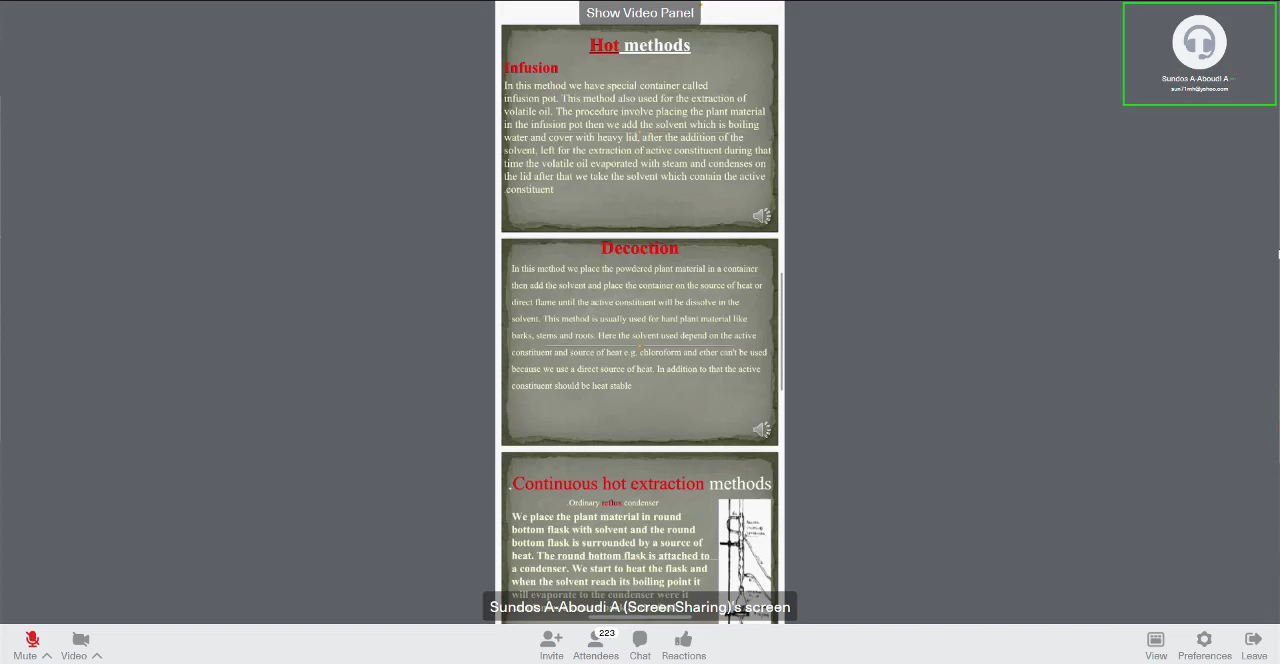 Show Video Panel
Sundos A-Aboudi A
sun71mh@yahoo.com
Hot methods
Infusion
In this method we have special container called
infusion pot. This method also used for the extraction of
volatile oil. The procedure involve placing the plant material
in the infusion pot then we add the solvent which is boiling
water and cover with heavy lid, after the addition of the
solvent, left for the extraction of active constituent during that
time the volatile oil evaporated with steam and condenses on
the lid after that we take the solvent which contain the active
.constituent
Decoction
In this method we place the powdered plant material in a container
then add the solvent and place the container on the source of heat or
direct flame until the active constituent will be dissolve in the
solvent. This method is usually used for hard plant material like
barks, stems and roots. Here the solvent used depend on the active
constituent and source of heat e.g. chloroform and ether can't be used
because we use a direct source of heat. In addition to that the active
constituent should be heat stable
.Continuous hot extraction methods
.Ordinary reflux condenser
We place the plant material in round
bottom flask with solvent and the round
bottom flask is surrounded by a source of
heat. The round bottom flask is attached to
a condenser. We start to heat the flask and
when the solvent reach its boiling point it
will evaporate to the condenser were it
Sundos A-Aboudi A (ScreenSharing)'s screen
Mute
Video
Invite
223
Attendees
Chat
Reactions
View
Preferences
Leave